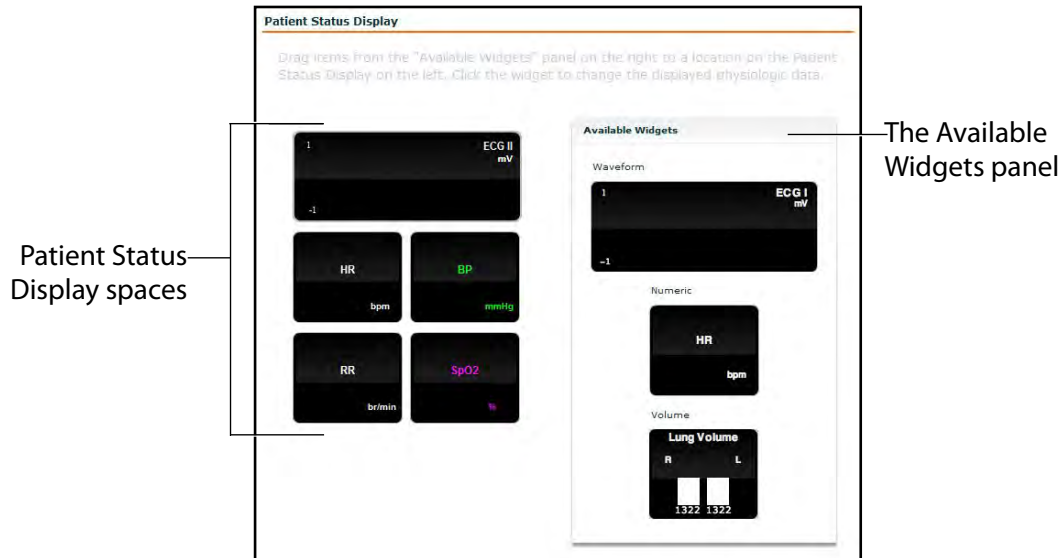 Patient Status Display
Drag items from the "Available Widgets" panel on the right to a location on the Patient
Status Display on the left. Click the widget to change the displayed physiologic data.
1
ECG II
mV
-1
HR
bpm
BP
mmHg
RR
br/min
SpO2
%
Patient Status
Display spaces
Available Widgets
Waveform
1
ECG I
mV
-1
Numeric
HR
bpm
Volume
Lung Volume
R L
1322 1322
The Available
Widgets panel